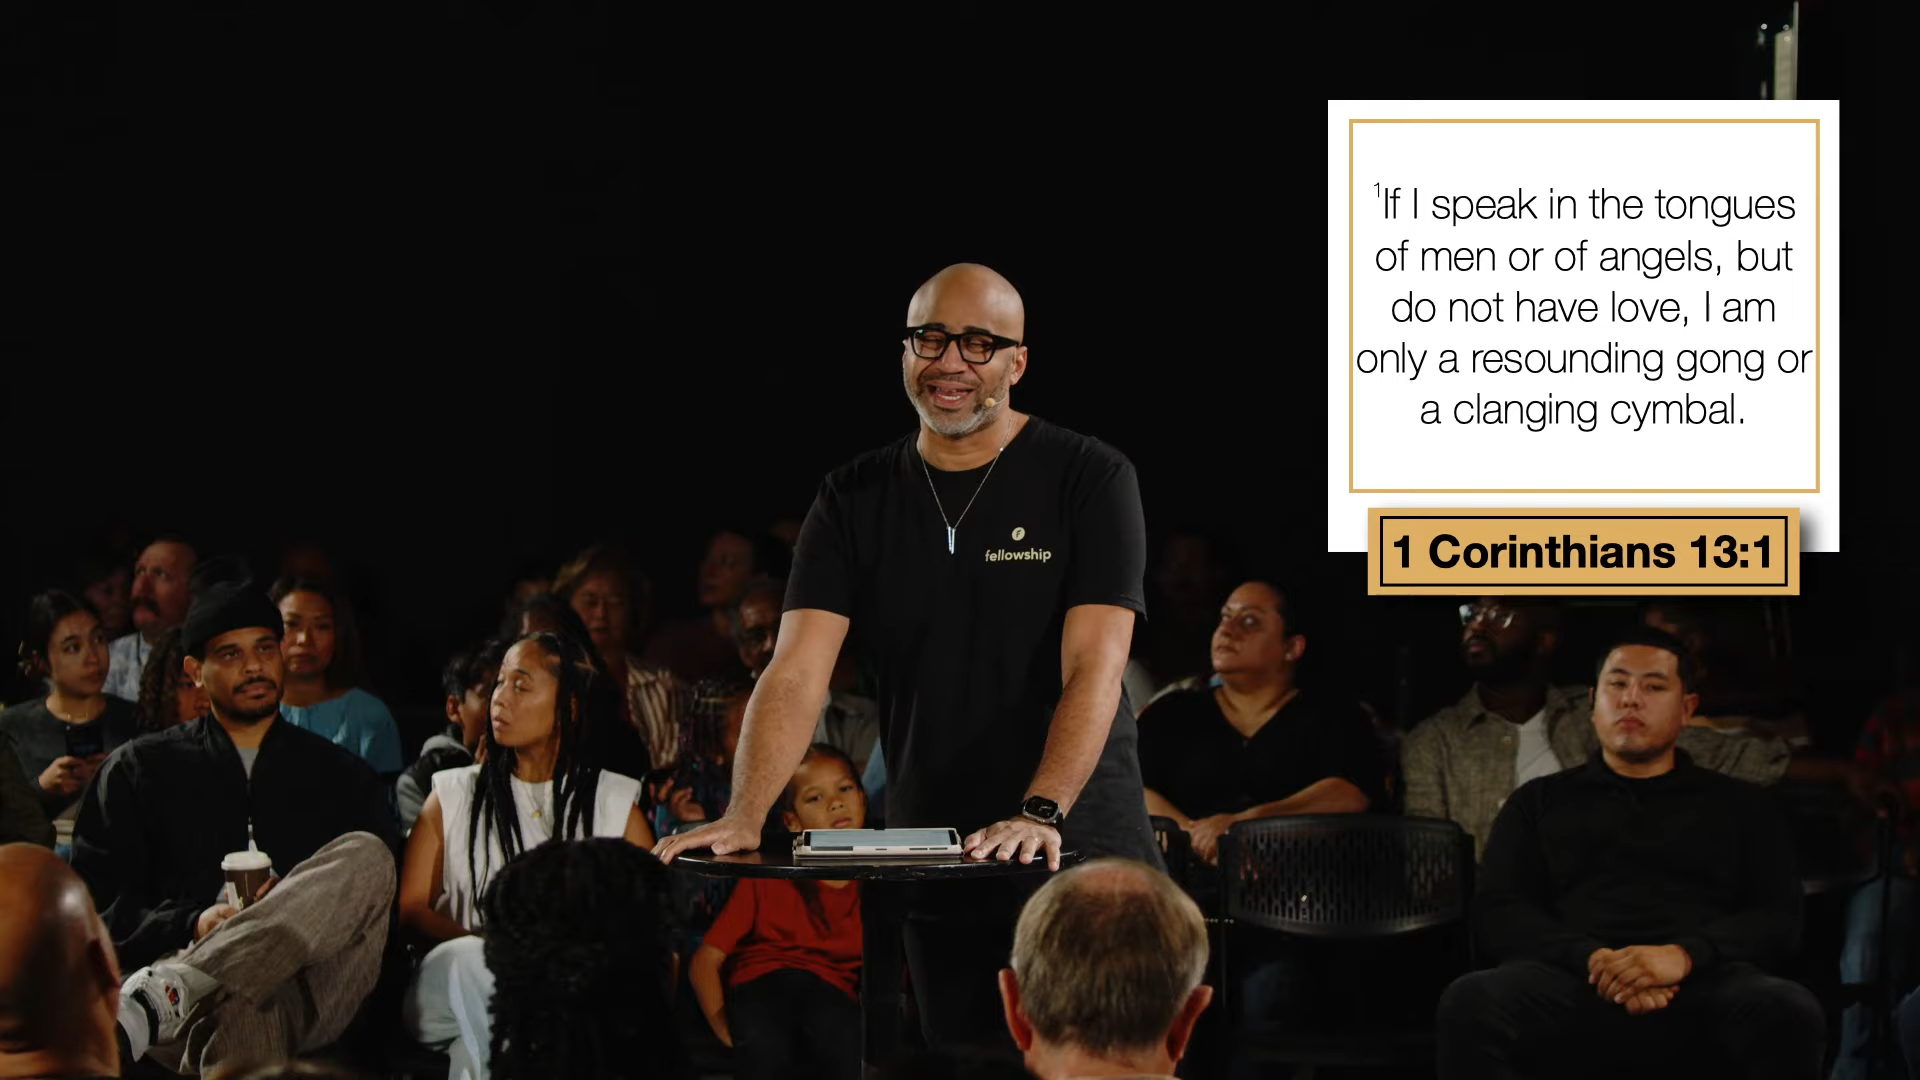 ¹If I speak in the tongues
of men or of angels, but
do not have love, I am
only a resounding gong or
a clanging cymbal.
1 Corinthians 13:1
F
fellowship